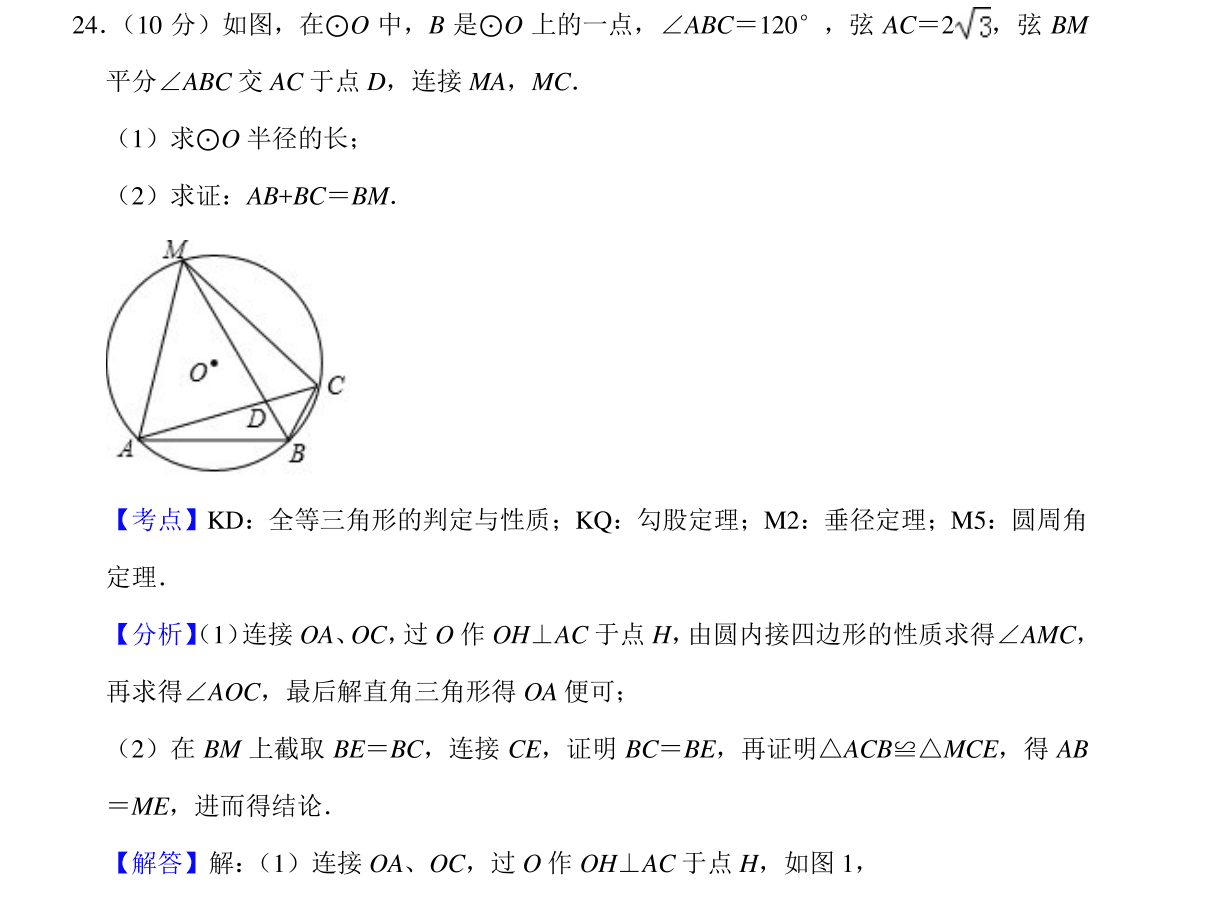 24.（10 分）如图，在⊙O 中，B 是⊙O 上的一点，∠ABC＝120°，弦 AC＝2√3，弦 BM
平分∠ABC 交 AC 于点 D，连接 MA，MC．
（1）求⊙O 半径的长；
（2）求证：AB+BC＝BM．
M
O
C
D
A
B
【考点】KD：全等三角形的判定与性质；KQ：勾股定理；M2：垂径定理；M5：圆周角
定理．
【分析】（1）连接 OA、OC，过 O 作 OH⊥AC 于点 H，由圆内接四边形的性质求得∠AMC，
再求得∠AOC，最后解直角三角形得 OA 便可；
（2）在 BM 上截取 BE＝BC，连接 CE，证明 BC＝BE，再证明△ACB≌△MCE，得 AB
＝ME，进而得结论．
【解答】解：（1）连接 OA、OC，过 O 作 OH⊥AC 于点 H，如图 1，